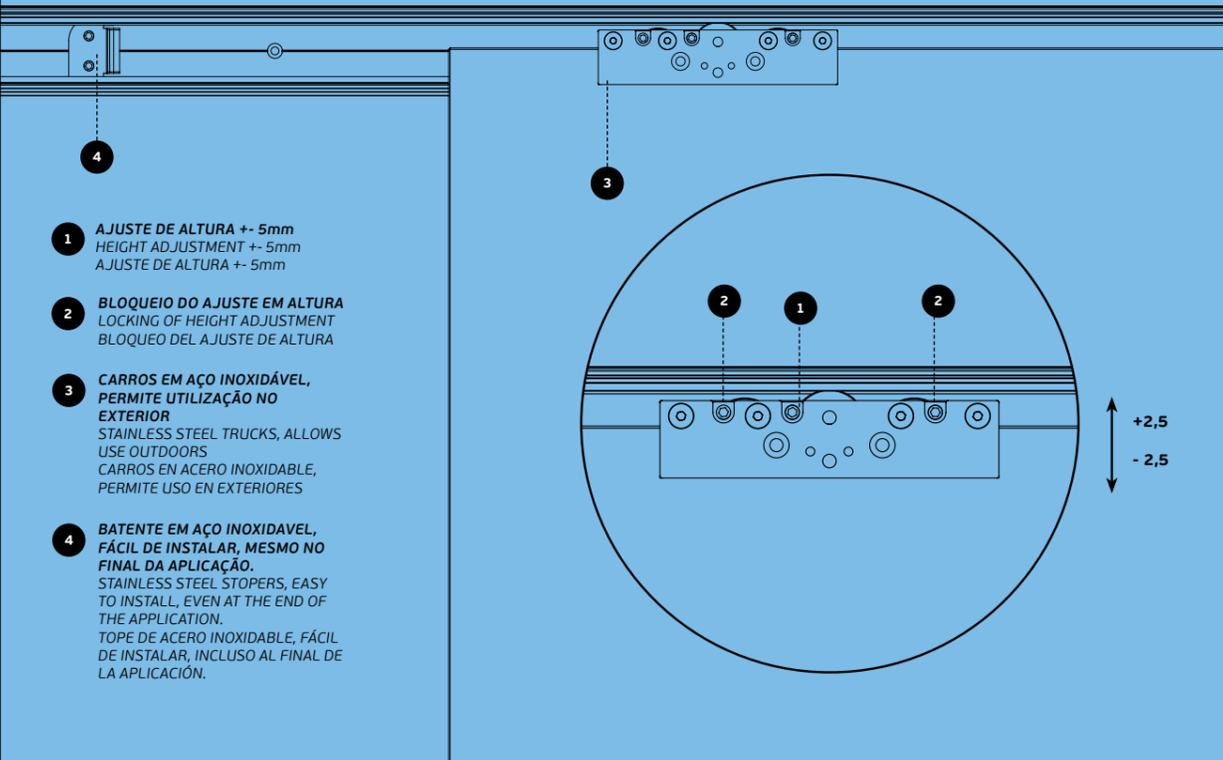 4
3
1
AJUSTE DE ALTURA +- 5mm
HEIGHT ADJUSTMENT +- 5mm
AJUSTE DE ALTURA +- 5mm
2
BLOQUEIO DO AJUSTE EM ALTURA
LOCKING OF HEIGHT ADJUSTMENT
BLOQUEO DEL AJUSTE DE ALTURA
3
CARROS EM AÇO INOXIDÁVEL,
PERMITE UTILIZAÇÃO NO
EXTERIOR
STAINLESS STEEL TRUCKS, ALLOWS
USE OUTDOORS
CARROS EN ACERO INOXIDABLE,
PERMITE USO EN EXTERIORES
4
BATENTE EM AÇO INOXIDAVEL,
FÁCIL DE INSTALAR, MESMO NO
FINAL DA APLICAÇÃO.
STAINLESS STEEL STOPERS, EASY
TO INSTALL, EVEN AT THE END OF
THE APPLICATION.
TOPE DE ACERO INOXIDABLE, FÁCIL
DE INSTALAR, INCLUSO AL FINAL DE
LA APLICACIÓN.
2
1
2
+2,5
- 2,5